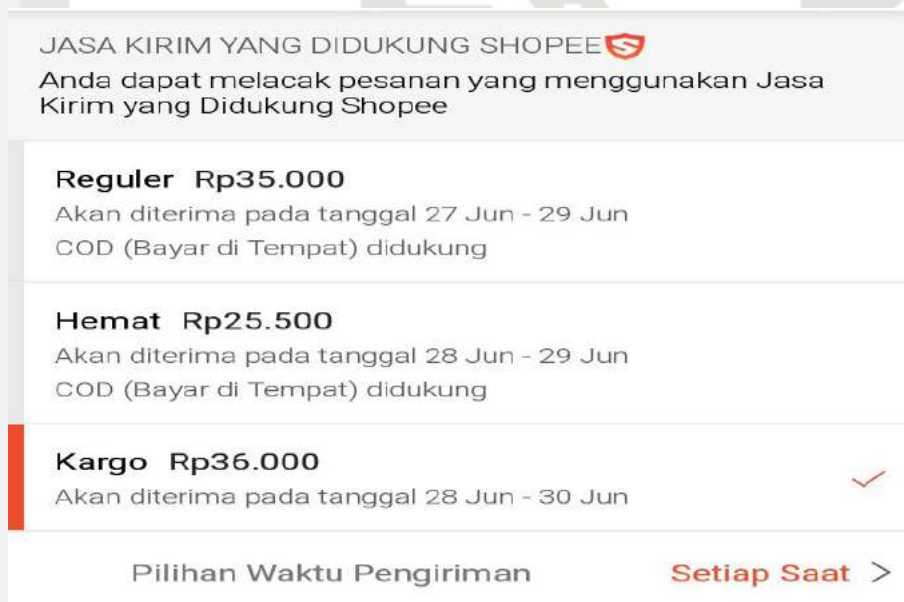 JASA KIRIM YANG DIDUKUNG SHOPEE
Anda dapat melacak pesanan yang menggunakan Jasa
Kirim yang Didukung Shopee
Reguler Rp35.000
Akan diterima pada tanggal 27 Jun - 29 Jun
COD (Bayar di Tempat) didukung
Hemat Rp25.500
Akan diterima pada tanggal 28 Jun - 29 Jun
COD (Bayar di Tempat) didukung
Kargo Rp36.000
Akan diterima pada tanggal 28 Jun - 30 Jun
Pilihan Waktu Pengiriman Setiap Saat >